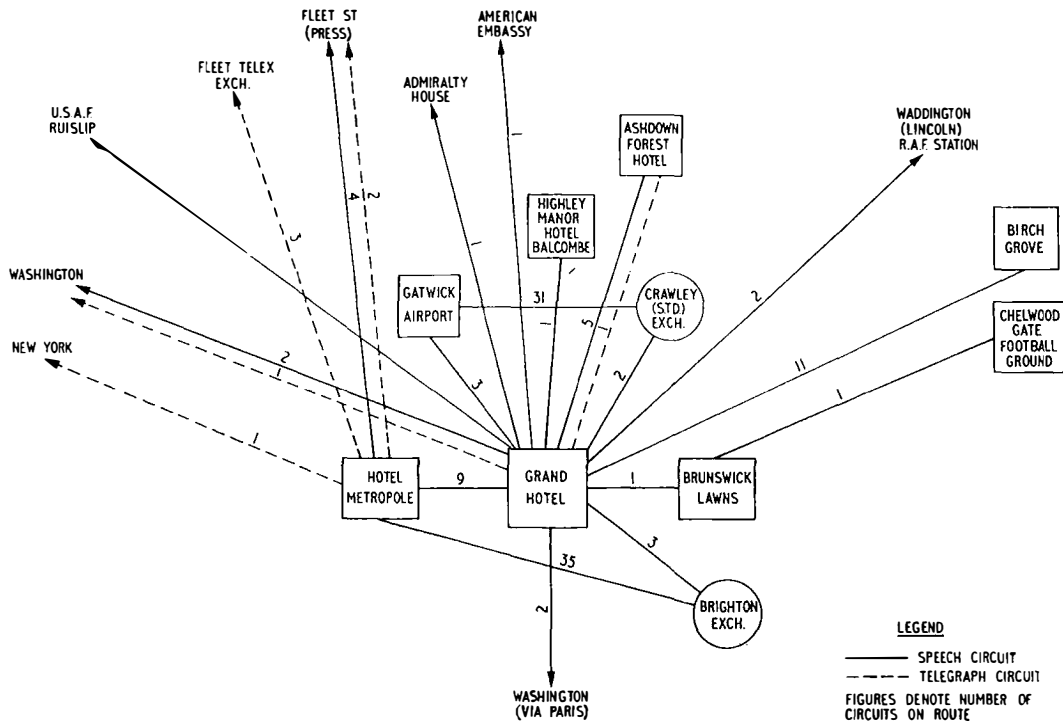 FLEET ST
(PRESS)
AMERICAN
EMBASSY
FLEET TELEX
EXCH.
ADMIRALTY
HOUSE
U.S.A.F.
RUISLIP
ASHDOWN
FOREST
HOTEL
WADDINGTON
(LINCOLN)
R.A.F. STATION
HIGHLEY
MANOR
HOTEL
BALCOMBE
BIRCH
GROVE
WASHINGTON
GATWICK
AIRPORT
31
CRAWLEY
(S.T.D.)
EXCH.
CHELWOOD
GATE
FOOTBALL
GROUND
NEW YORK
3
4
2
1
1
1
1
5
1
2
2
11
1
2
1
3
1
HOTEL
METROPOLE
9
GRAND
HOTEL
1
BRUNSWICK
LAWNS
35
3
2
BRIGHTON
EXCH.
WASHINGTON
(VIA PARIS)
LEGEND
SPEECH CIRCUIT
TELEGRAPH CIRCUIT
FIGURES DENOTE NUMBER OF
CIRCUITS ON ROUTE